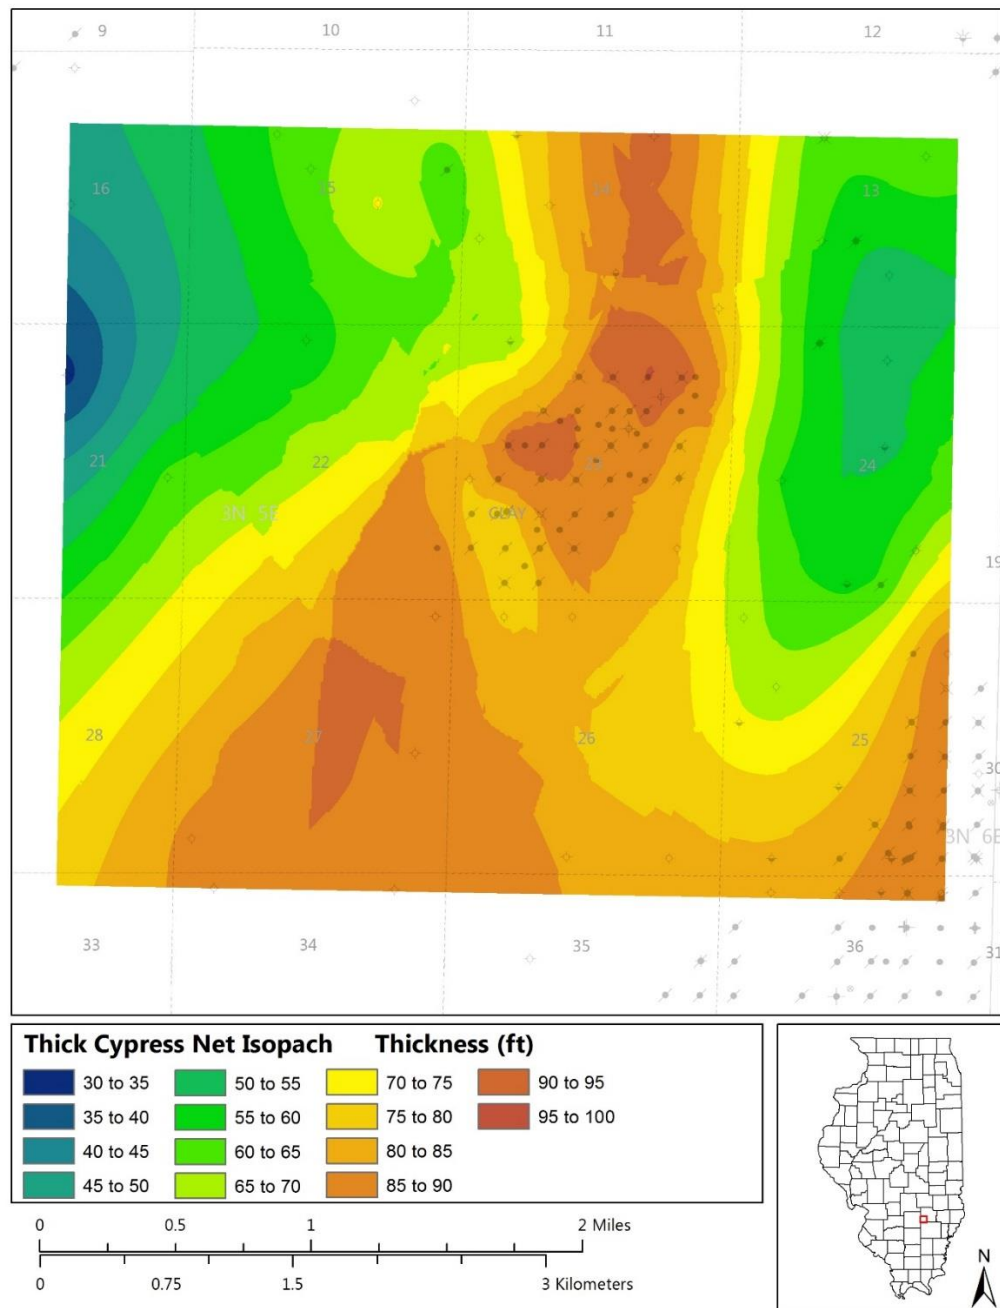 9 10 11 12
16 15 14 13
21 22 23 24
3N 5E CLAY
19
28 27 26 25
30
3N 6E
33 34 35 36 31
Thick Cypress Net Isopach Thickness (ft)
30 to 35 50 to 55 70 to 75 90 to 95
35 to 40 55 to 60 75 to 80 95 to 100
40 to 45 60 to 65 80 to 85
45 to 50 65 to 70 85 to 90
0 0.5 1 2 Miles
0 0.75 1.5 3 Kilometers
N